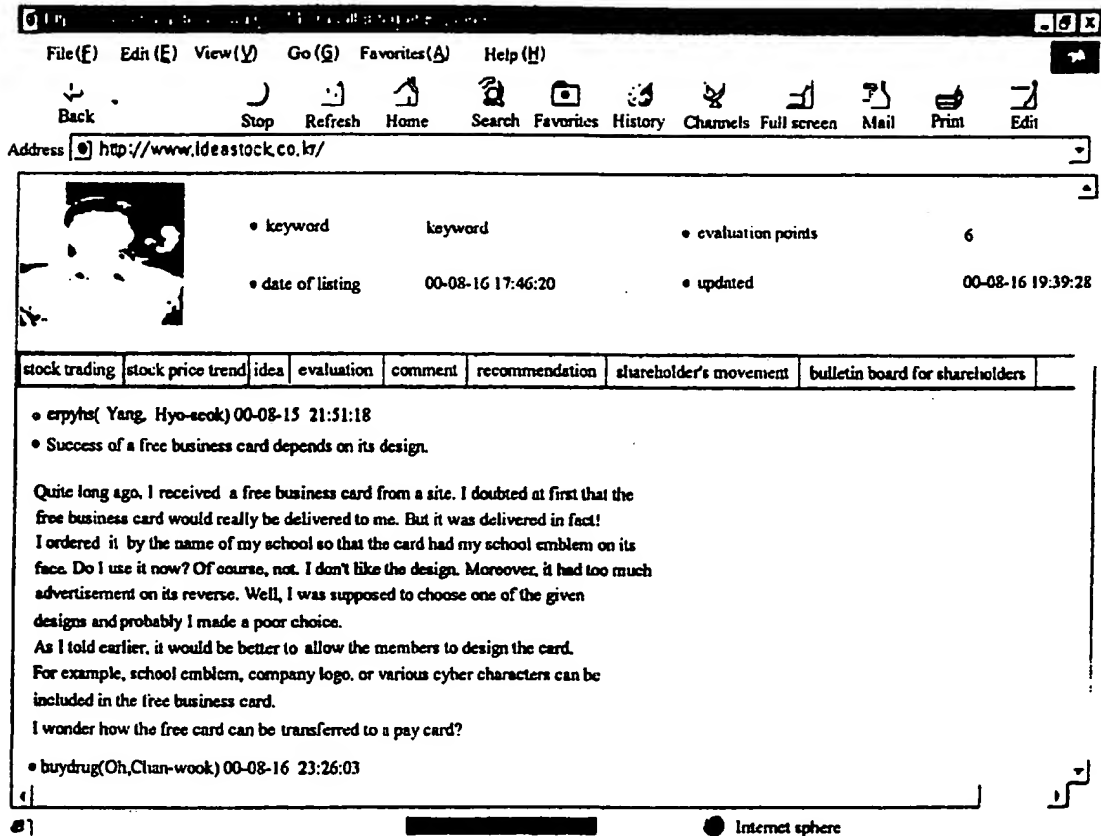 File(F) Edit (E) View(V) Go(G) Favorites(A) Help (H)
Back Stop Refresh Home Search Favorites History Channels Full screen Mail Print Edit
Address http://www.ideastock.co.kr/
• keyword keyword • evaluation points 6
• date of listing 00-08-16 17:46:20 • updated 00-08-16 19:39:28
stock trading stock price trend idea evaluation comment recommendation shareholder's movement bulletin board for shareholders
• erpyhs( Yang, Hyo-seok) 00-08-15 21:51:18
• Success of a free business card depends on its design.
Quite long ago, I received a free business card from a site. I doubted at first that the
free business card would really be delivered to me. But it was delivered in fact!
I ordered it by the name of my school so that the card had my school emblem on its
face. Do I use it now? Of course, not. I don't like the design. Moreover, it had too much
advertisement on its reverse. Well, I was supposed to choose one of the given
designs and probably I made a poor choice.
As I told earlier, it would be better to allow the members to design the card.
For example, school emblem, company logo, or various cyber characters can be
included in the free business card.
I wonder how the free card can be transferred to a pay card?
• buydrug(Oh,Chan-wook) 00-08-16 23:26:03
Internet sphere